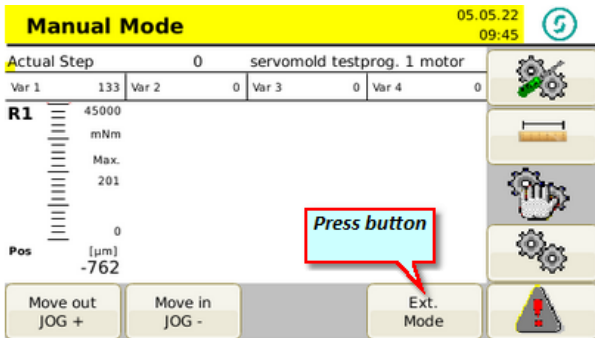 Manual Mode
05.05.22
09:45
Actual Step 0 servomold testprog. 1 motor
Var 1 133 Var 2 0 Var 3 0 Var 4 0
R1 45000
mNm
Max.
201
0
Pos [µm]
-762
Press button
Move out
JOG +
Move in
JOG -
Ext.
Mode